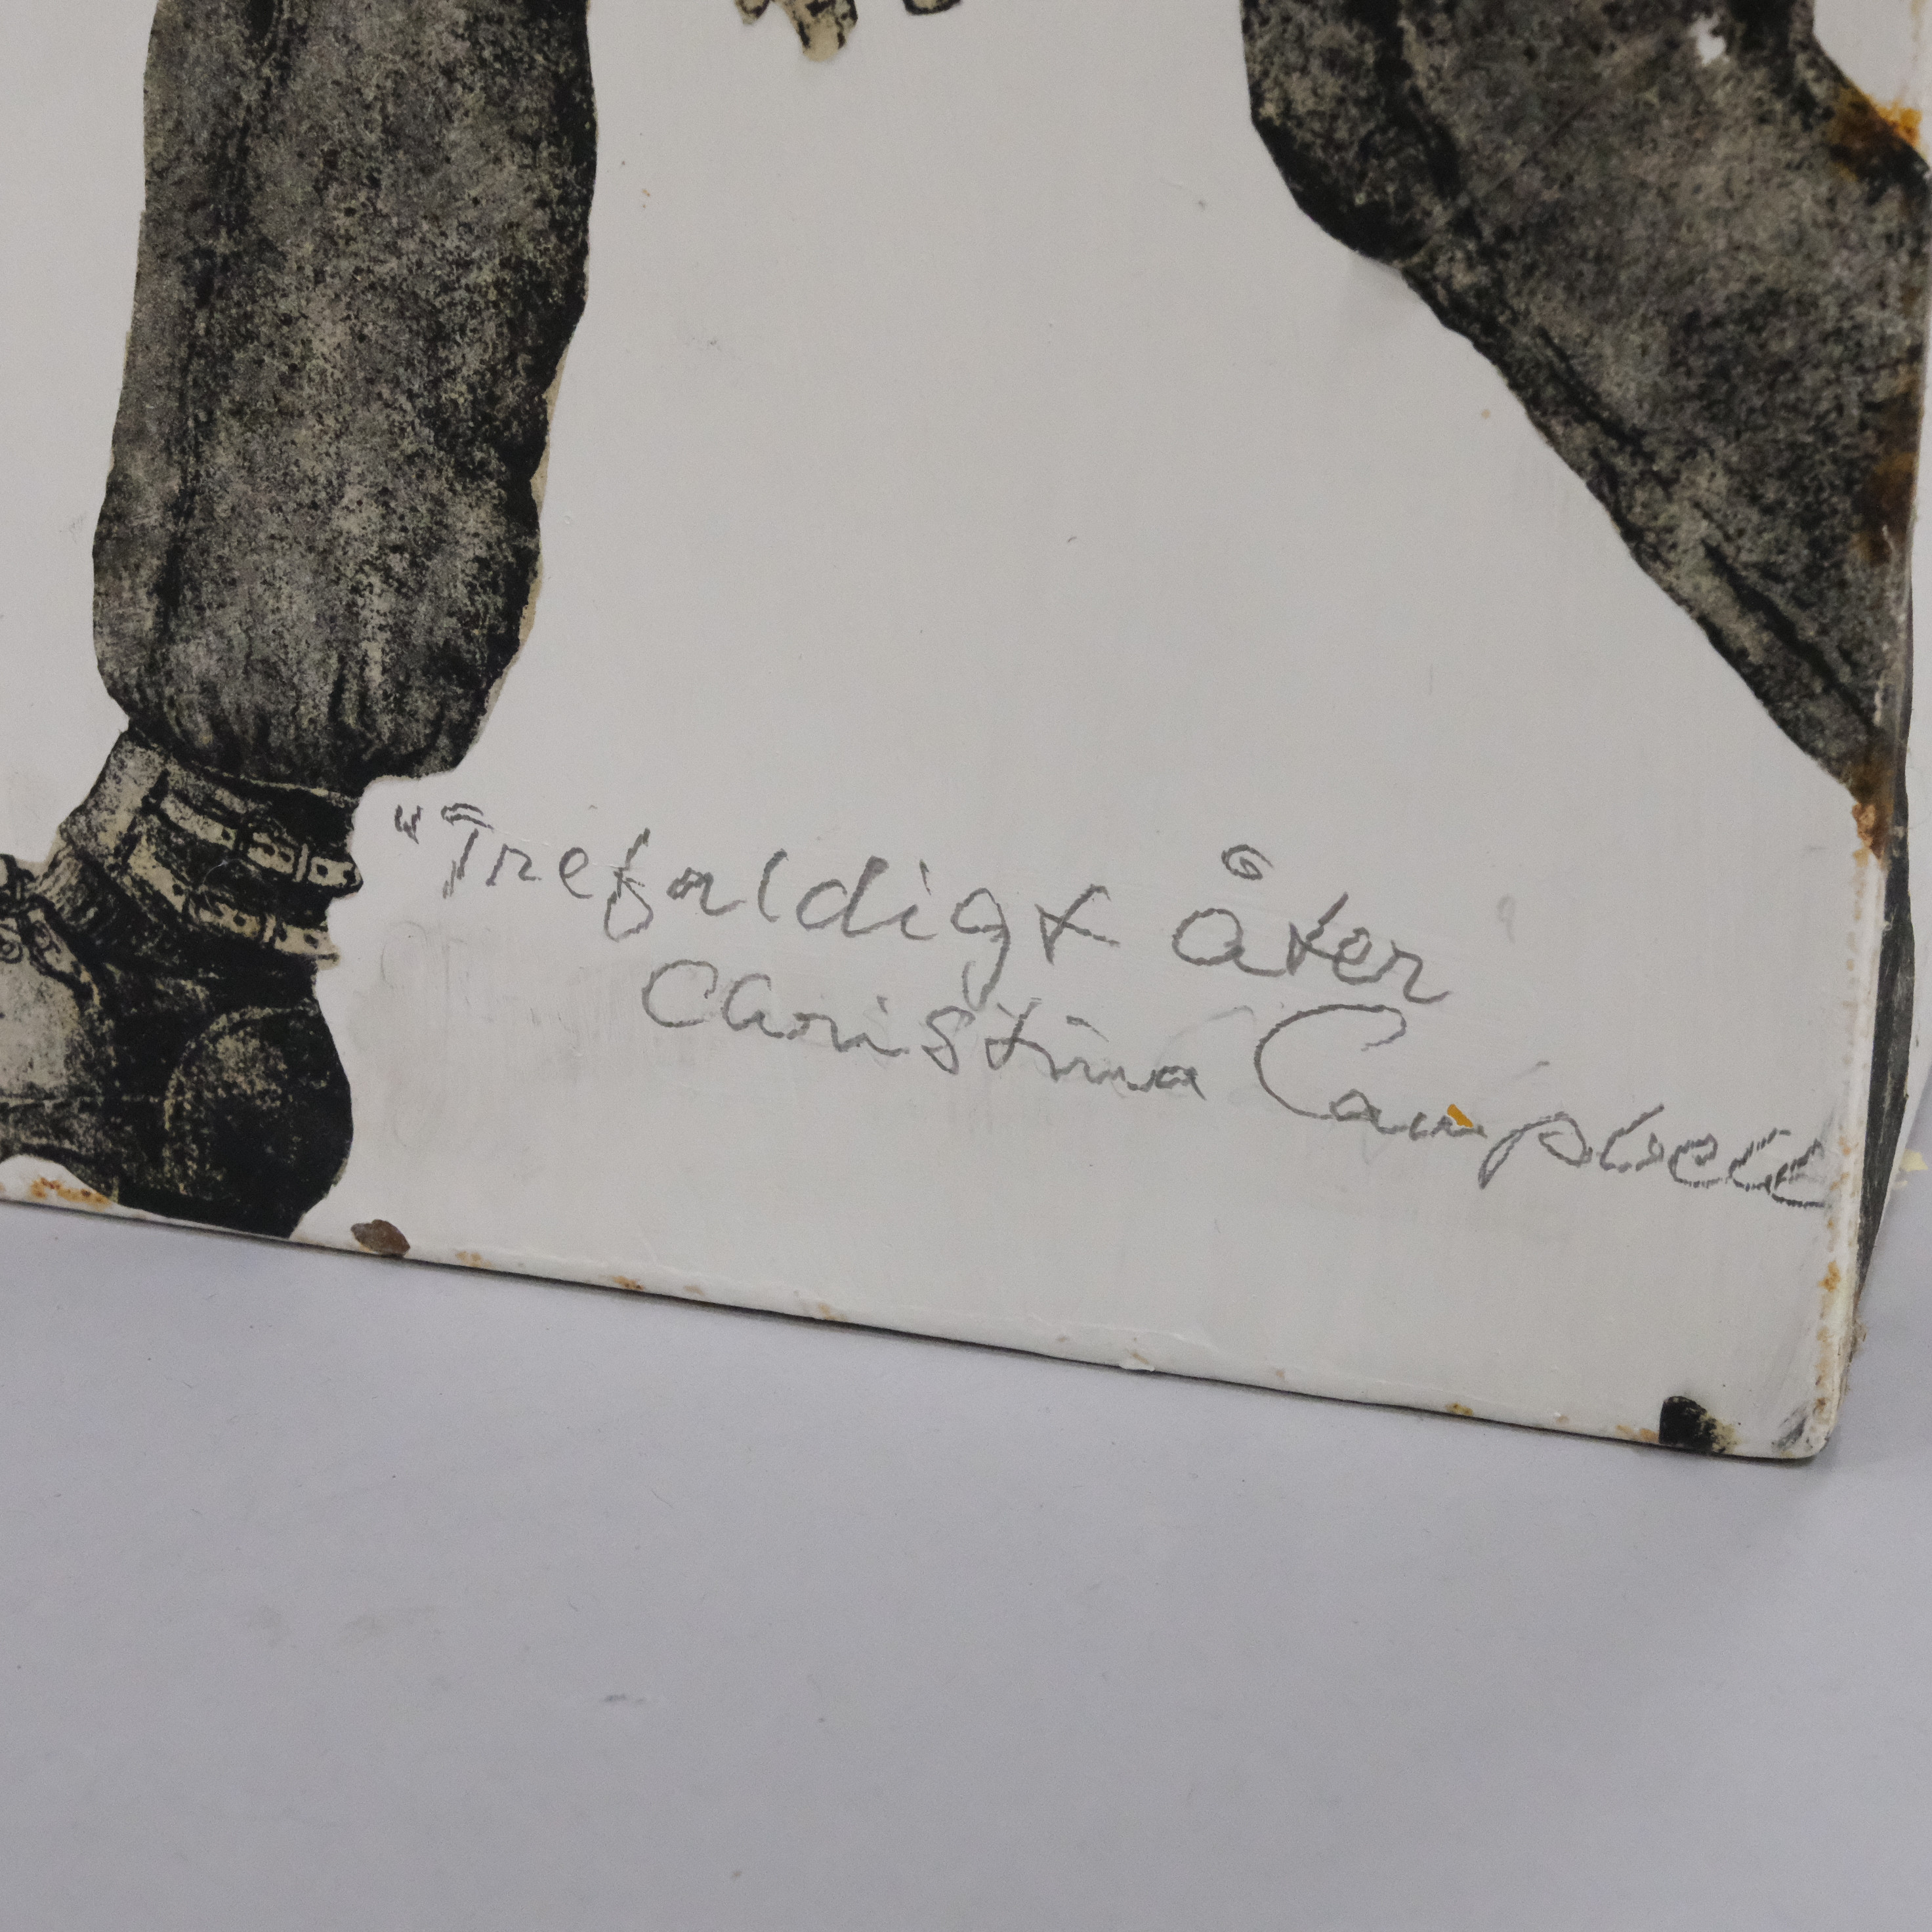 "Trefaldigt åter
Christina Campbell